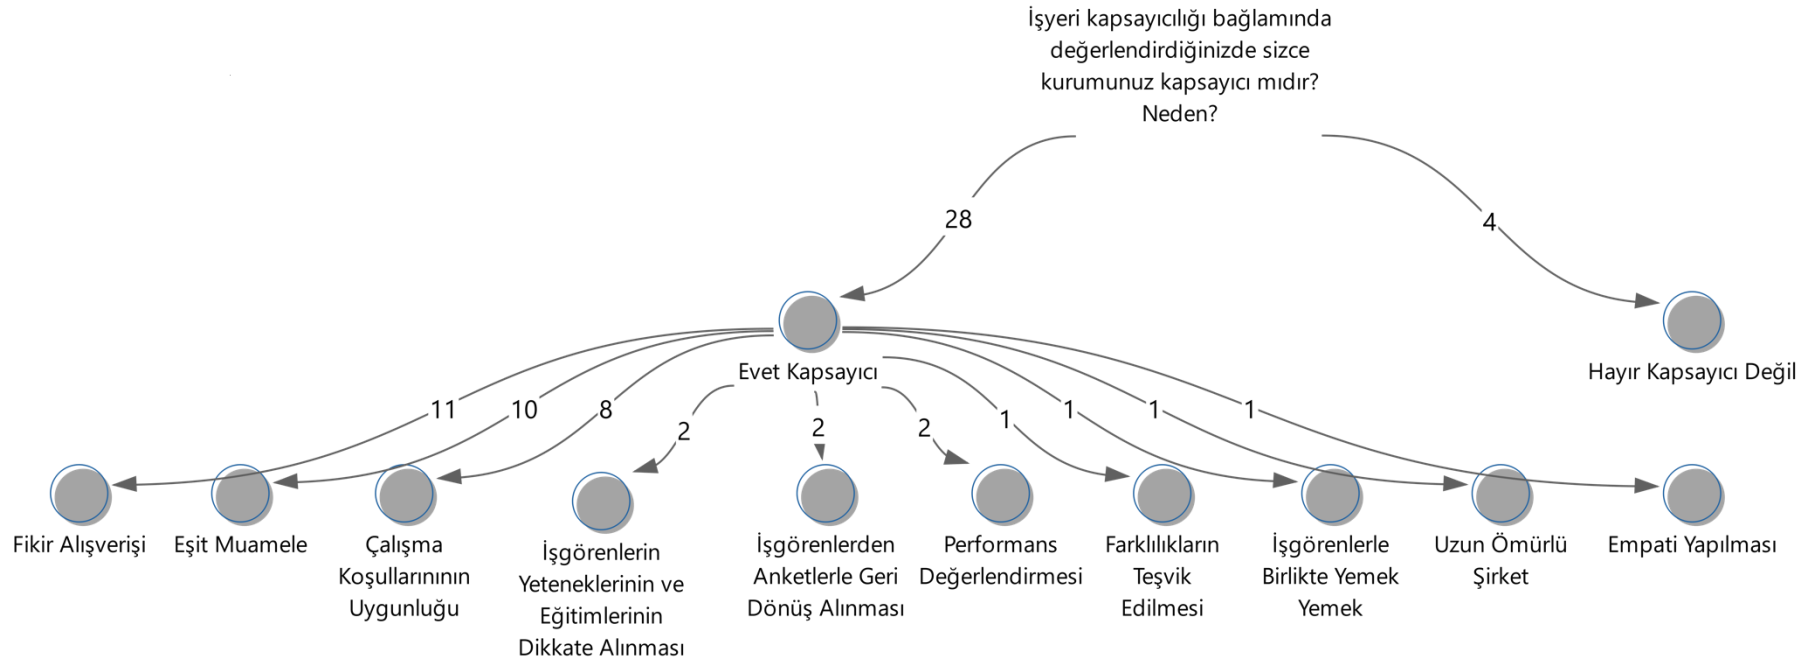 İşyeri kapsayıcılığı bağlamında
değerlendirdiğinizde sizce
kurumunuz kapsayıcı mıdır?
Neden?
28
4
Evet Kapsayıcı
Hayır Kapsayıcı Değil
11
10
8
2
2
2
1
1
1
1
Fikir Alışverişi
Eşit Muamele
Çalışma
Koşullarınının
Uygunluğu
İşgörenlerin
Yeteneklerinin ve
Eğitimlerinin
Dikkate Alınması
İşgörenlerden
Anketlerle Geri
Dönüş Alınması
Performans
Değerlendirmesi
Farklılıkların
Teşvik
Edilmesi
İşgörenlerle
Birlikte Yemek
Yemek
Uzun Ömürlü
Şirket
Empati Yapılması